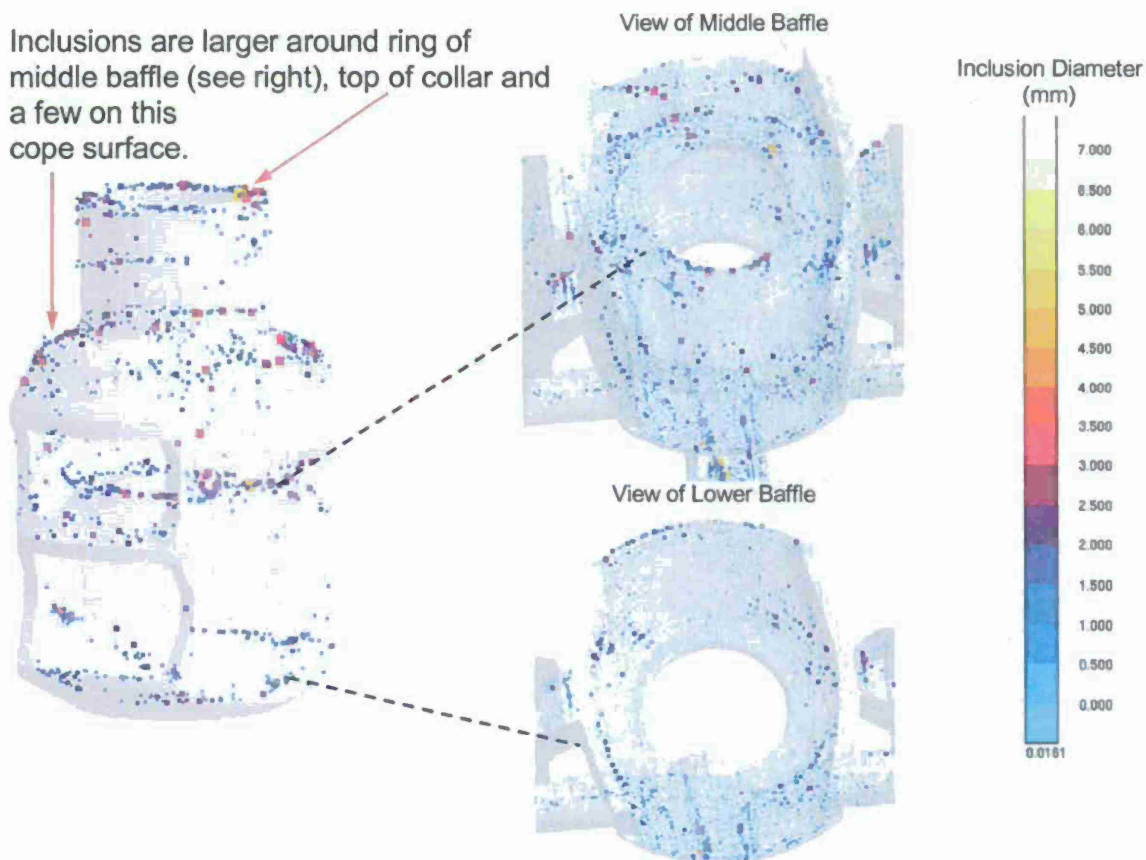 Inclusions are larger around ring of
middle baffle (see right), top of collar and
a few on this
cope surface.
View of Middle Baffle
View of Lower Baffle
Inclusion Diameter
(mm)
7.000
6.500
6.000
5.500
5.000
4.500
4.000
3.500
3.000
2.500
2.000
1.500
1.000
0.500
0.000
0.0161